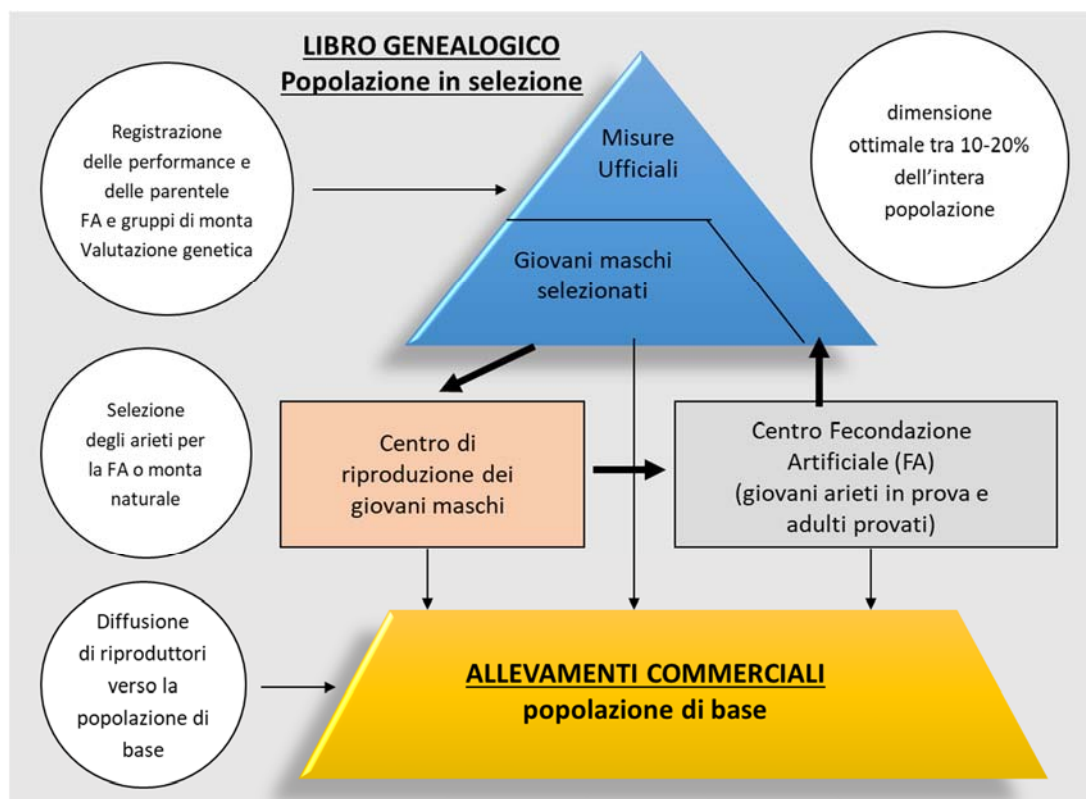 LIBRO GENEALOGICO
Popolazione in selezione
Registrazione
delle performance e
delle parentele
FA e gruppi di monta
Valutazione genetica
Misure
Ufficiali
dimensione
ottimale tra 10-20%
dell'intera
popolazione
Giovani maschi
selezionati
Selezione
degli arieti per
la FA o monta
naturale
Centro di
riproduzione dei
giovani maschi
Centro Fecondazione
Artificiale (FA)
(giovani arieti in prova e
adulti provati)
Diffusione
di riproduttori
verso la
popolazione di
base
ALLEVAMENTI COMMERCIALI
popolazione di base